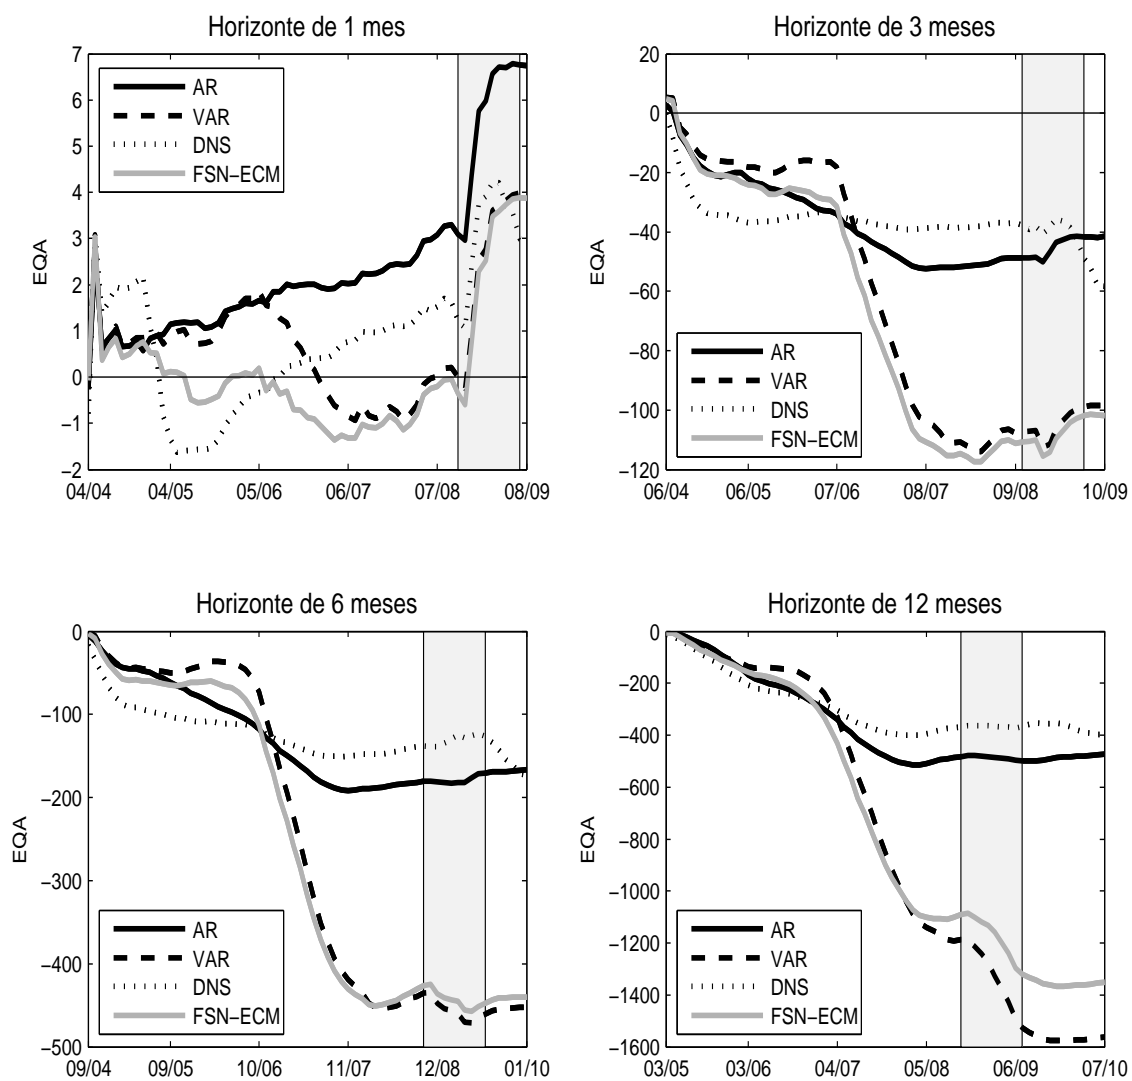 Horizonte de 1 mes
7
6
5
4
3
2
1
0
−1
−2
EQA
AR
VAR
DNS
FSN−ECM
04/04 04/05 05/06 06/07 07/08 08/09
Horizonte de 3 meses
20
0
−20
−40
−60
−80
−100
−120
EQA
AR
VAR
DNS
FSN−ECM
06/04 06/05 07/06 08/07 09/08 10/09
Horizonte de 6 meses
0
−100
−200
−300
−400
−500
EQA
AR
VAR
DNS
FSN−ECM
09/04 09/05 10/06 11/07 12/08 01/10
Horizonte de 12 meses
0
−200
−400
−600
−800
−1000
−1200
−1400
−1600
EQA
AR
VAR
DNS
FSN−ECM
03/05 03/06 04/07 05/08 06/09 07/10